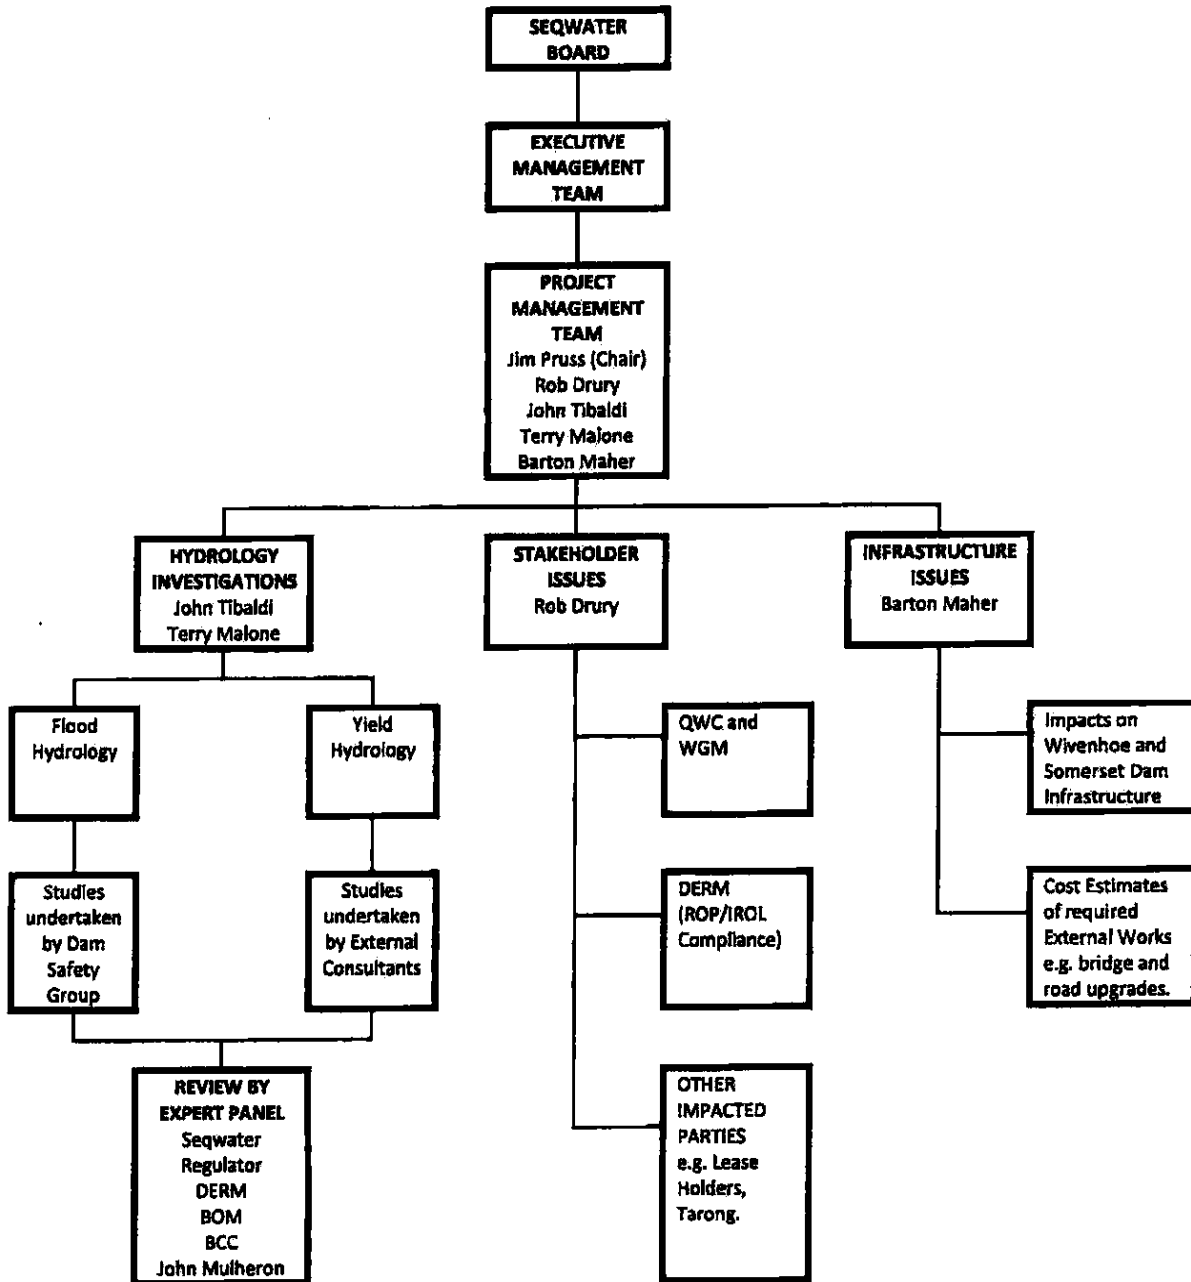 SEQWATER
BOARD
EXECUTIVE
MANAGEMENT
TEAM
PROJECT
MANAGEMENT
TEAM
Jim Pruss (Chair)
Rob Drury
John Tibaldi
Terry Malone
Barton Maher
HYDROLOGY
INVESTIGATIONS
John Tibaldi
Terry Malone
STAKEHOLDER
ISSUES
Rob Drury
INFRASTRUCTURE
ISSUES
Barton Maher
Flood
Hydrology
Yield
Hydrology
QWC and
WGM
Impacts on
Wivenhoe and
Somerset Dam
Infrastructure
Studies
undertaken
by Dam
Safety
Group
Studies
undertaken
by External
Consultants
DERM
(ROP/IROL
Compliance)
Cost Estimates
of required
External Works
e.g. bridge and
road upgrades.
REVIEW BY
EXPERT PANEL
Seqwater
Regulator
DERM
BOM
BCC
John Mulheron
OTHER
IMPACTED
PARTIES
e.g. Lease
Holders,
Tarong.